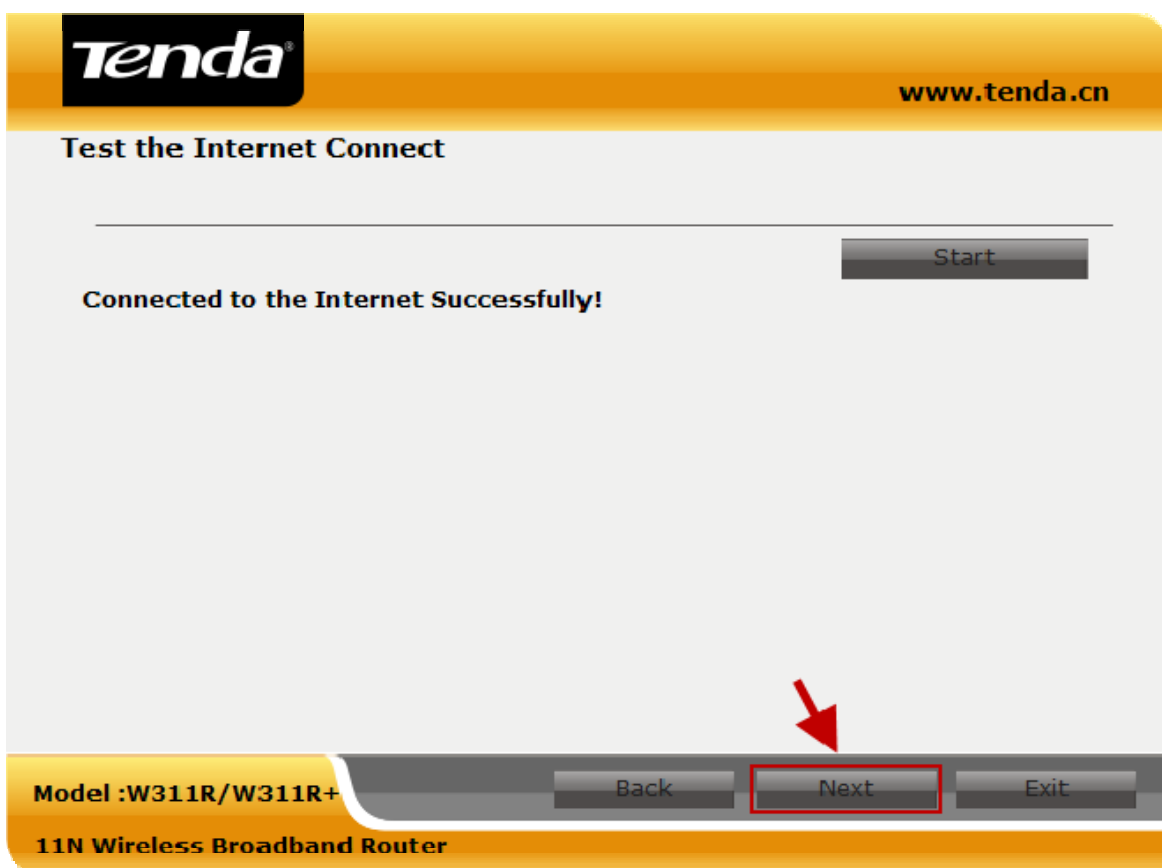 Tenda®
www.tenda.cn
Test the Internet Connect
Start
Connected to the Internet Successfully!
Model :W311R/W311R+
Back
Next
Exit
11N Wireless Broadband Router